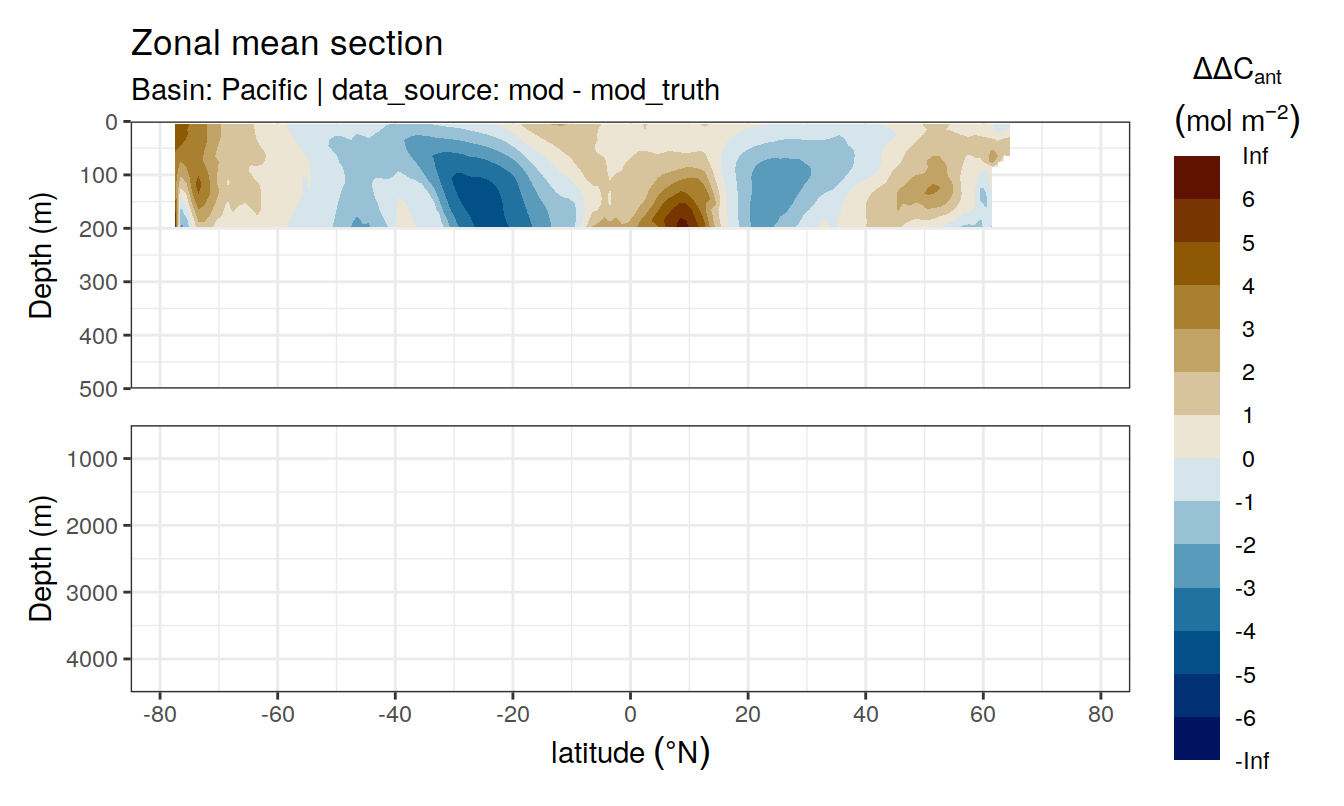 Zonal mean section
Basin: Pacific | data_source: mod - mod_truth
ΔΔC_ant
(mol m⁻²)
Inf
6
5
4
3
2
1
0
-1
-2
-3
-4
-5
-6
-Inf
Depth (m)
0
100
200
300
400
500
Depth (m)
1000
2000
3000
4000
-80 -60 -40 -20 0 20 40 60 80
latitude (°N)